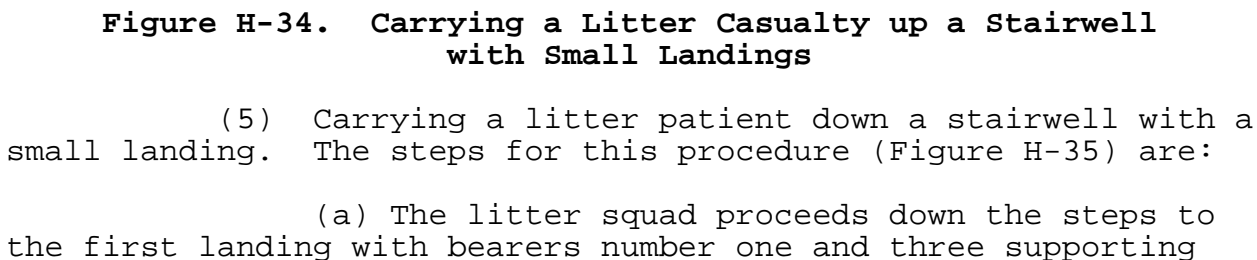 Figure H-34. Carrying a Litter Casualty up a Stairwell
with Small Landings
(5) Carrying a litter patient down a stairwell with a
small landing. The steps for this procedure (Figure H-35) are:
(a) The litter squad proceeds down the steps to
the first landing with bearers number one and three supporting